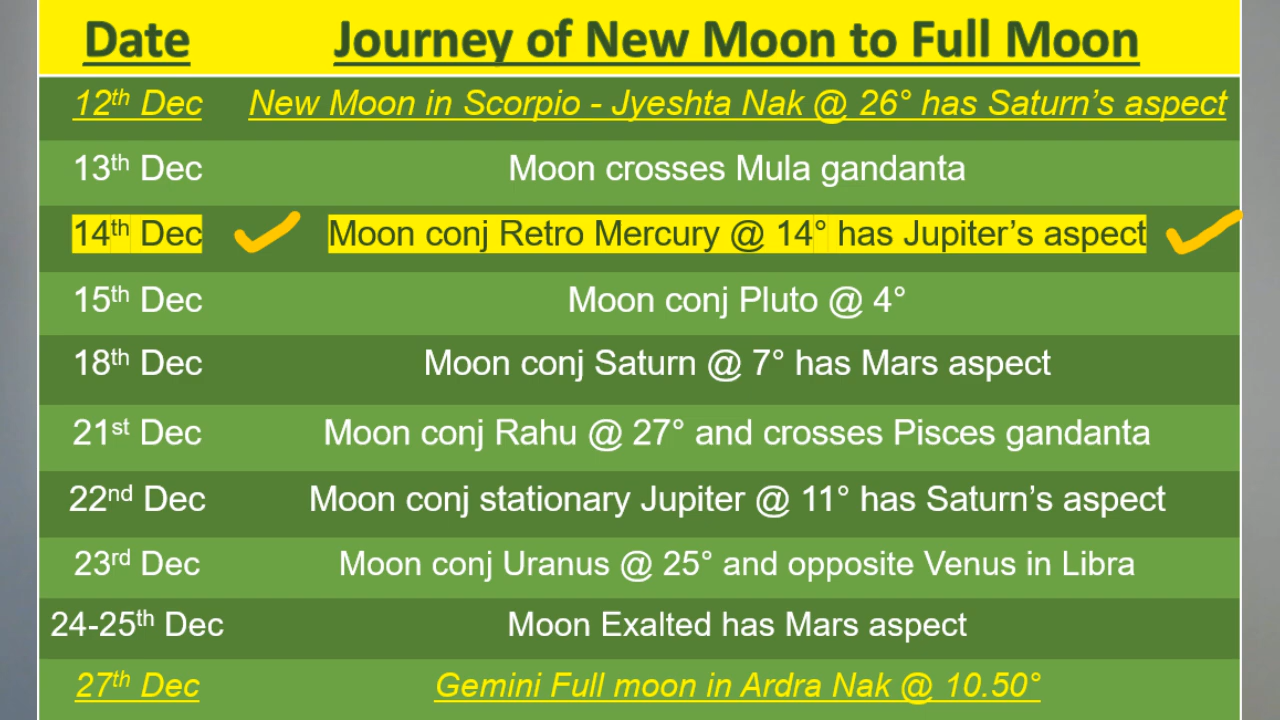 Date Journey of New Moon to Full Moon
12th Dec New Moon in Scorpio - Jyeshta Nak @ 26° has Saturn's aspect
13th Dec Moon crosses Mula gandanta
14th Dec Moon conj Retro Mercury @ 14° has Jupiter's aspect
15th Dec Moon conj Pluto @ 4°
18th Dec Moon conj Saturn @ 7° has Mars aspect
21st Dec Moon conj Rahu @ 27° and crosses Pisces gandanta
22nd Dec Moon conj stationary Jupiter @ 11° has Saturn's aspect
23rd Dec Moon conj Uranus @ 25° and opposite Venus in Libra
24-25th Dec Moon Exalted has Mars aspect
27th Dec Gemini Full moon in Ardra Nak @ 10.50°